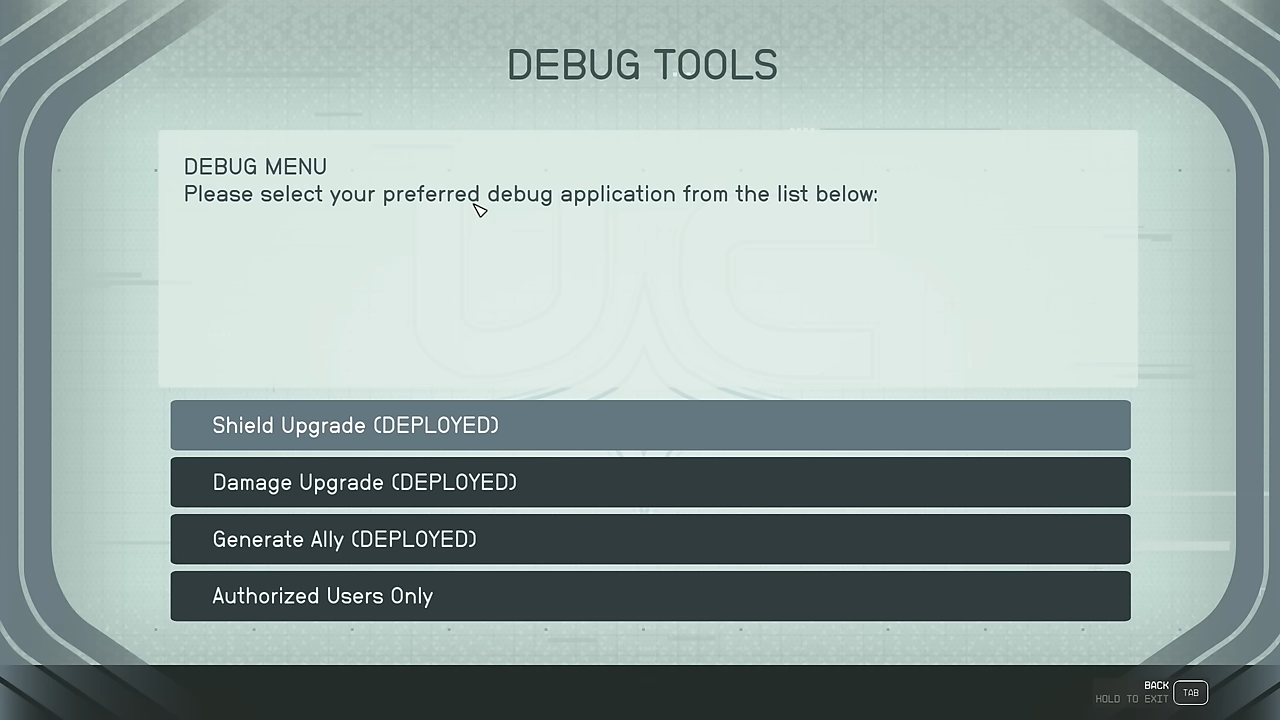 DEBUG TOOLS
DEBUG MENU
Please select your preferred debug application from the list below:
Shield Upgrade (DEPLOYED)
Damage Upgrade (DEPLOYED)
Generate Ally (DEPLOYED)
Authorized Users Only
BACK
HOLD TO EXIT
TAB